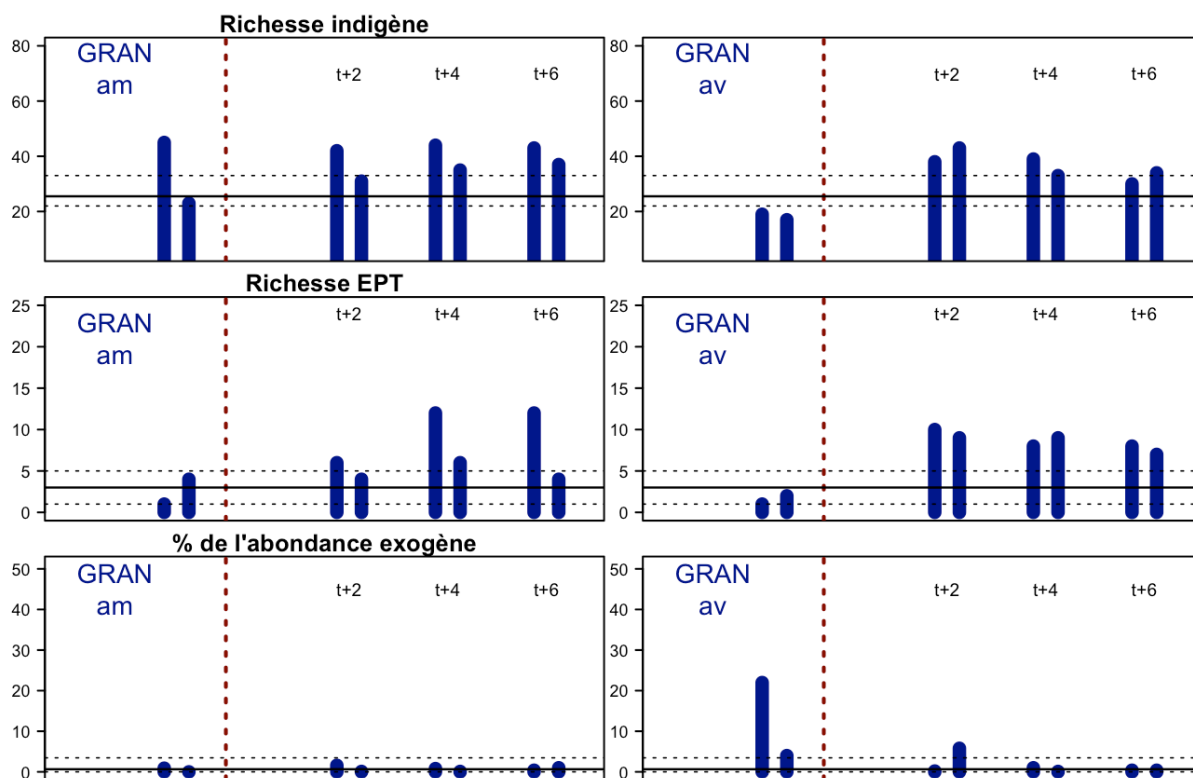 Richesse indigène
GRAN
am
t+2
t+4
t+6
80
60
40
20
GRAN
av
t+2
t+4
t+6
80
60
40
20
Richesse EPT
GRAN
am
t+2
t+4
t+6
25
20
15
10
5
0
GRAN
av
t+2
t+4
t+6
25
20
15
10
5
0
% de l'abondance exogène
GRAN
am
t+2
t+4
t+6
50
40
30
20
10
0
GRAN
av
t+2
t+4
t+6
50
40
30
20
10
0